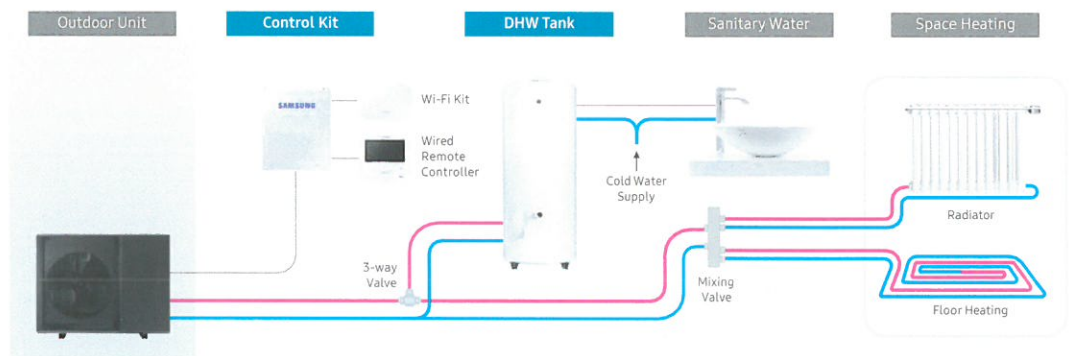 Outdoor Unit
Control Kit
DHW Tank
Sanitary Water
Space Heating
SAMSUNG
Wi-Fi Kit
Wired
Remote
Controller
Cold Water
Supply
3-way
Valve
Mixing
Valve
Radiator
Floor Heating